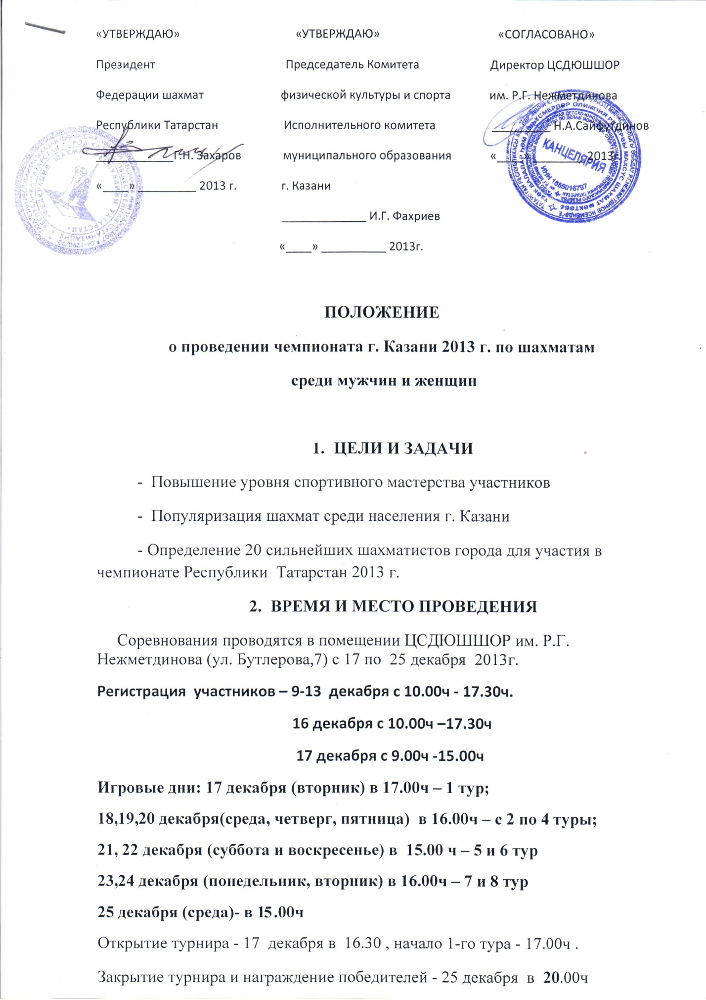 «УТВЕРЖДАЮ» «УТВЕРЖДАЮ» «СОГЛАСОВАНО»
Президент Председатель Комитета Директор ЦСДЮШШОР
Федерации шахмат физической культуры и спорта им. Р.Г. Нежметдинова
Республики Татарстан Исполнительного комитета _________ Н.А.Сайфутдинов
____________Г.Н. Захаров муниципального образования «____» _________ 2013г.
«____» ___________ 2013 г. г. Казани
_____________ И.Г. Фахриев
«____» __________ 2013г.
КАНЦЕЛЯРИЯ
ИНН 1655016797
ПОЛОЖЕНИЕ
о проведении чемпионата г. Казани 2013 г. по шахматам
среди мужчин и женщин
1. ЦЕЛИ И ЗАДАЧИ
- Повышение уровня спортивного мастерства участников
- Популяризация шахмат среди населения г. Казани
- Определение 20 сильнейших шахматистов города для участия в
чемпионате Республики Татарстан 2013 г.
2. ВРЕМЯ И МЕСТО ПРОВЕДЕНИЯ
Соревнования проводятся в помещении ЦСДЮШШОР им. Р.Г.
Нежметдинова (ул. Бутлерова,7) с 17 по 25 декабря 2013г.
Регистрация участников – 9-13 декабря с 10.00ч - 17.30ч.
16 декабря с 10.00ч –17.30ч
17 декабря с 9.00ч -15.00ч
Игровые дни: 17 декабря (вторник) в 17.00ч – 1 тур;
18,19,20 декабря(среда, четверг, пятница) в 16.00ч – с 2 по 4 туры;
21, 22 декабря (суббота и воскресенье) в 15.00 ч – 5 и 6 тур
23,24 декабря (понедельник, вторник) в 16.00ч – 7 и 8 тур
25 декабря (среда)- в 15.00ч
Открытие турнира - 17 декабря в 16.30 , начало 1-го тура - 17.00ч .
Закрытие турнира и награждение победителей - 25 декабря в 20.00ч